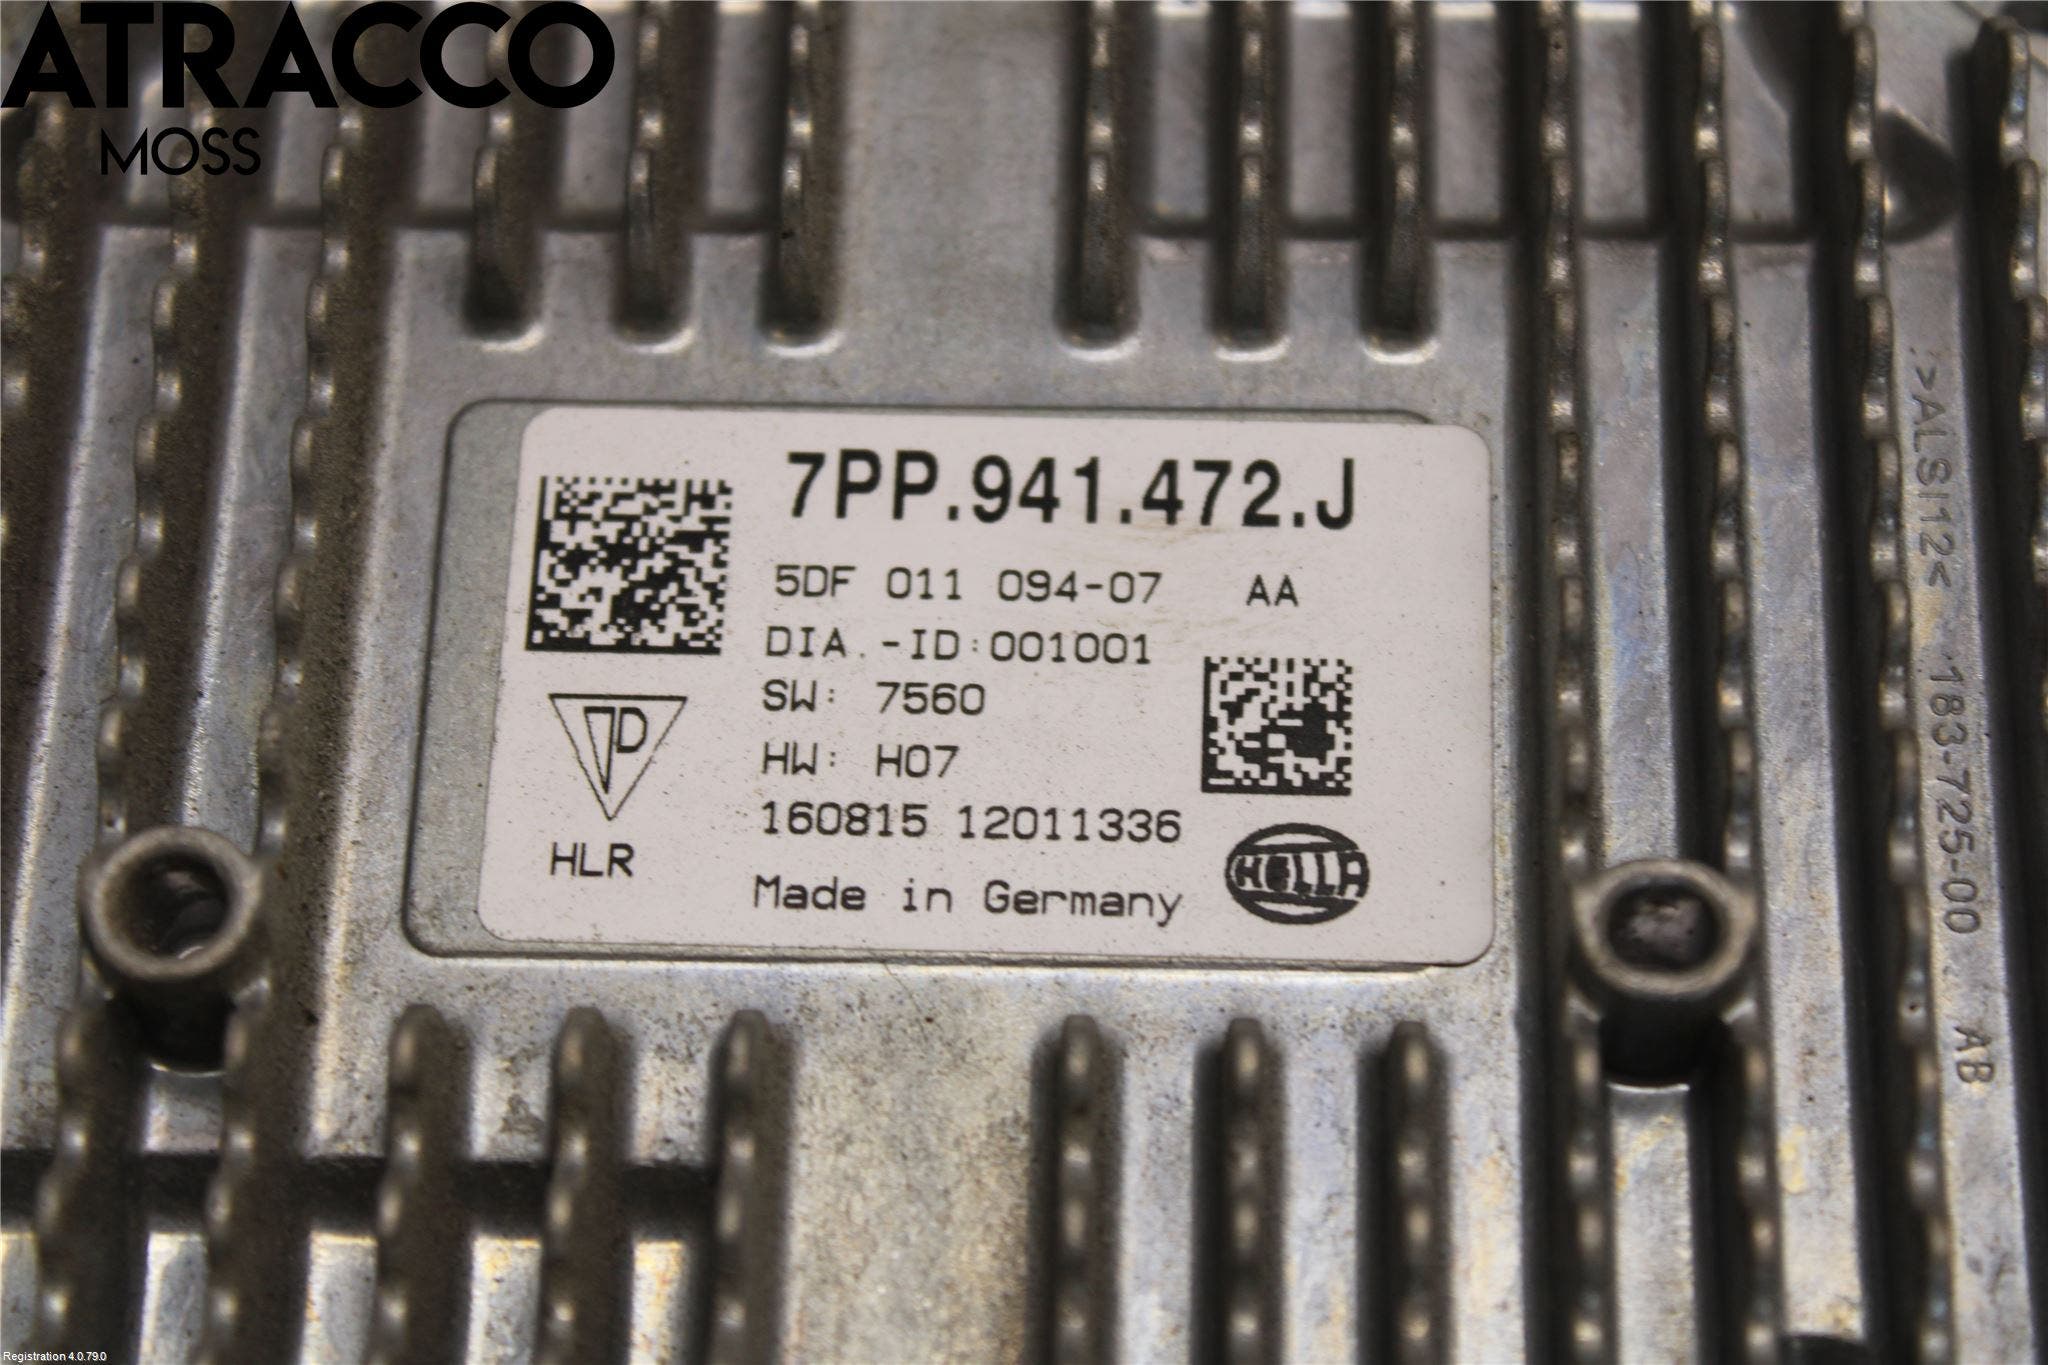 ATRACCO
MOSS
7PP.941.472.J
5DF 011 094-07 AA
DIA.-ID:001001
SW: 7560
HW: H07
160815 12011336
HLR
Made in Germany
HELLA
>ALSI12< 183.725-00 AB
Registration 4.0.79.0